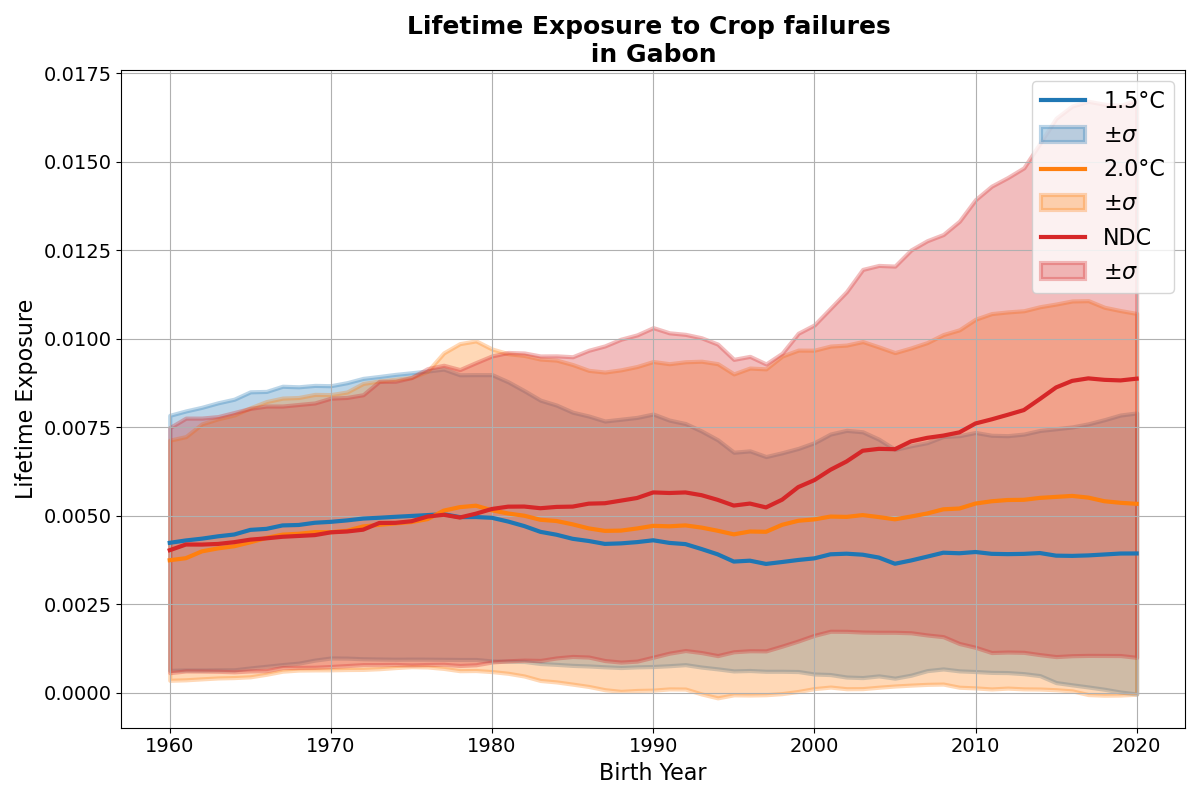 Lifetime Exposure to Crop failures
in Gabon
0.0175
0.0150
0.0125
0.0100
0.0075
0.0050
0.0025
0.0000
Lifetime Exposure
1960 1970 1980 1990 2000 2010 2020
Birth Year
1.5°C
±σ
2.0°C
±σ
NDC
±σ